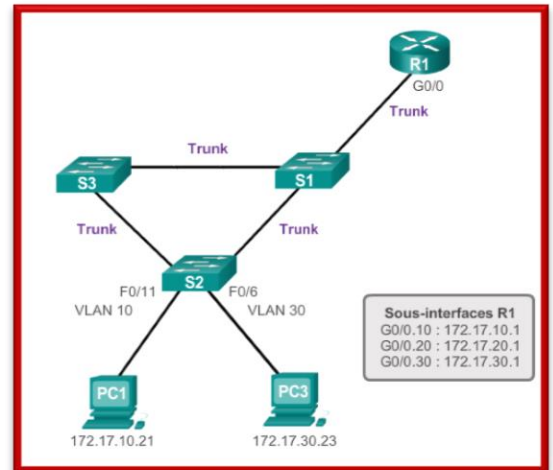 R1
G0/0
Trunk
Trunk
S3
S1
Trunk
Trunk
S2
F0/11
F0/6
VLAN 10
VLAN 30
Sous-interfaces R1
G0/0.10 : 172.17.10.1
G0/0.20 : 172.17.20.1
G0/0.30 : 172.17.30.1
PC1
PC3
172.17.10.21
172.17.30.23